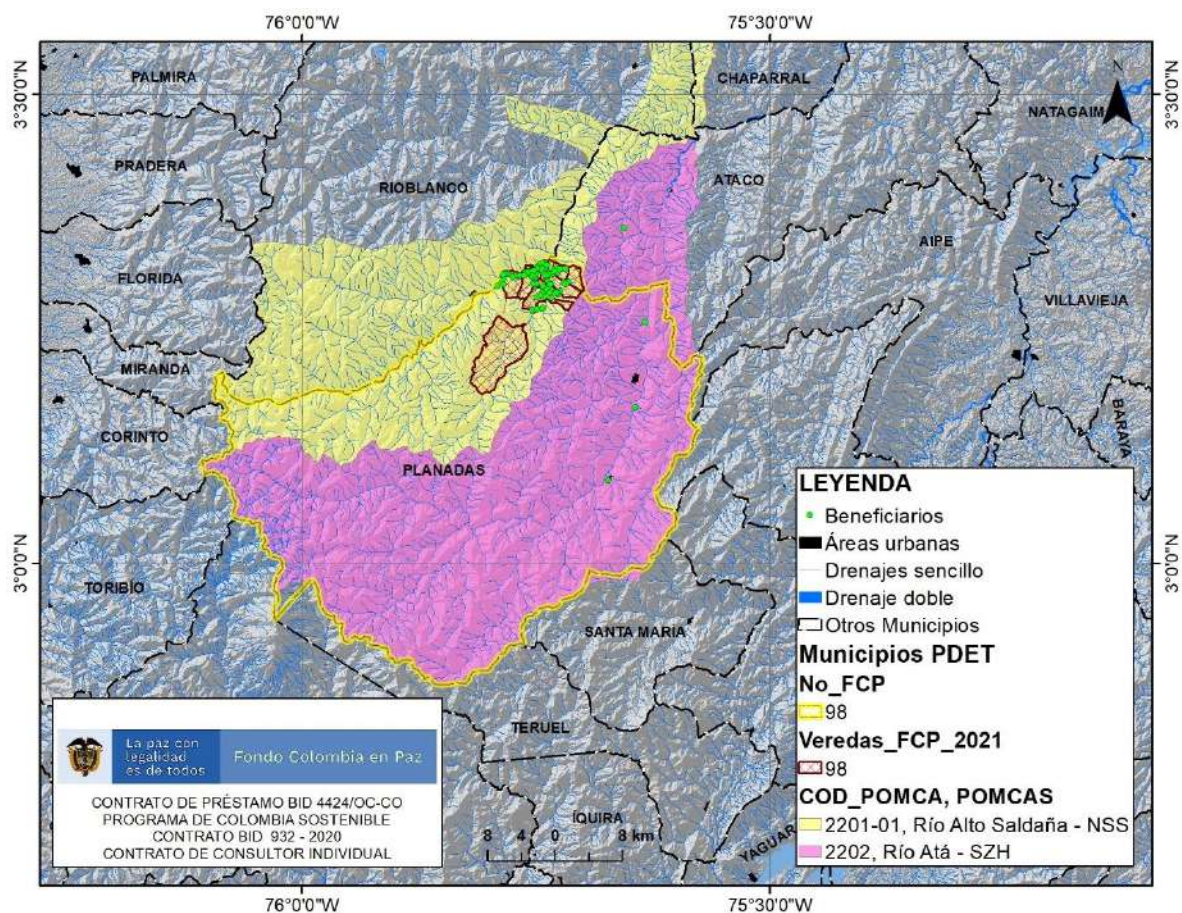 76°0'0"W
75°30'0"W
3°30'0"N
3°30'0"N
PALMIRA
CHAPARRAL
N
NATAGAIM
PRADERA
RIOBLANCO
ATACO
AIPE
FLORIDA
VILLAVIEJA
MIRANDA
BARAYA
CORINTO
PLANADAS
TORIBÍO
3°0'0"N
3°0'0"N
SANTA MARÍA
TERUEL
ÍQUIRA
YAGUAR
8 4 0 8 km
LEYENDA
Beneficiarios
Áreas urbanas
Drenajes sencillo
Drenaje doble
Otros Municipios
Municipios PDET
No_FCP
98
Veredas_FCP_2021
98
COD_POMCA, POMCAS
2201-01, Río Alto Saldaña - NSS
2202, Río Atá - SZH
La paz con
legalidad
es de todos
Fondo Colombia en Paz
CONTRATO DE PRÉSTAMO BID 4424/OC-CO
PROGRAMA DE COLOMBIA SOSTENIBLE
CONTRATO BID 932 - 2020
CONTRATO DE CONSULTOR INDIVIDUAL
76°0'0"W
75°30'0"W